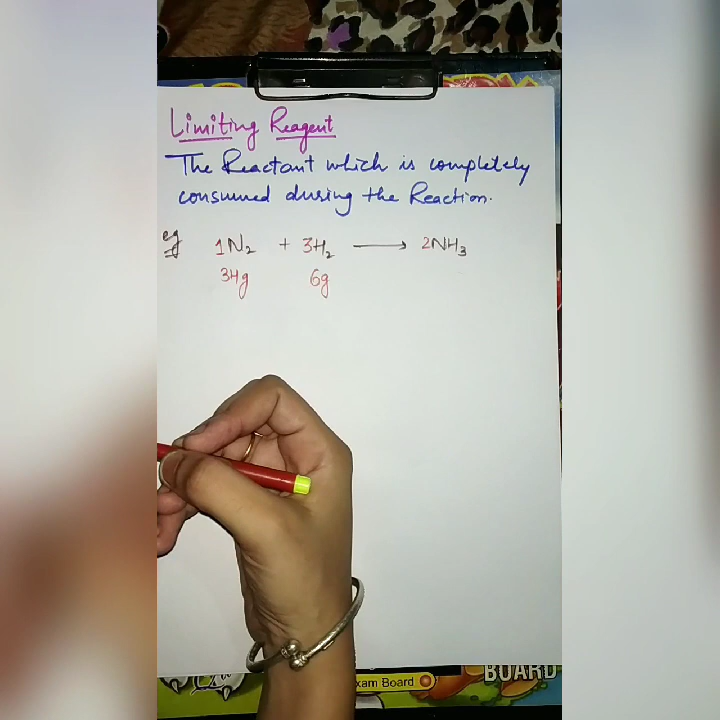 Limiting Reagent
The Reactant which is completely
consumed during the Reaction.
eg 1N₂ + 3H₂ ⟶ 2NH₃
34g 6g
xam Board
BOARD